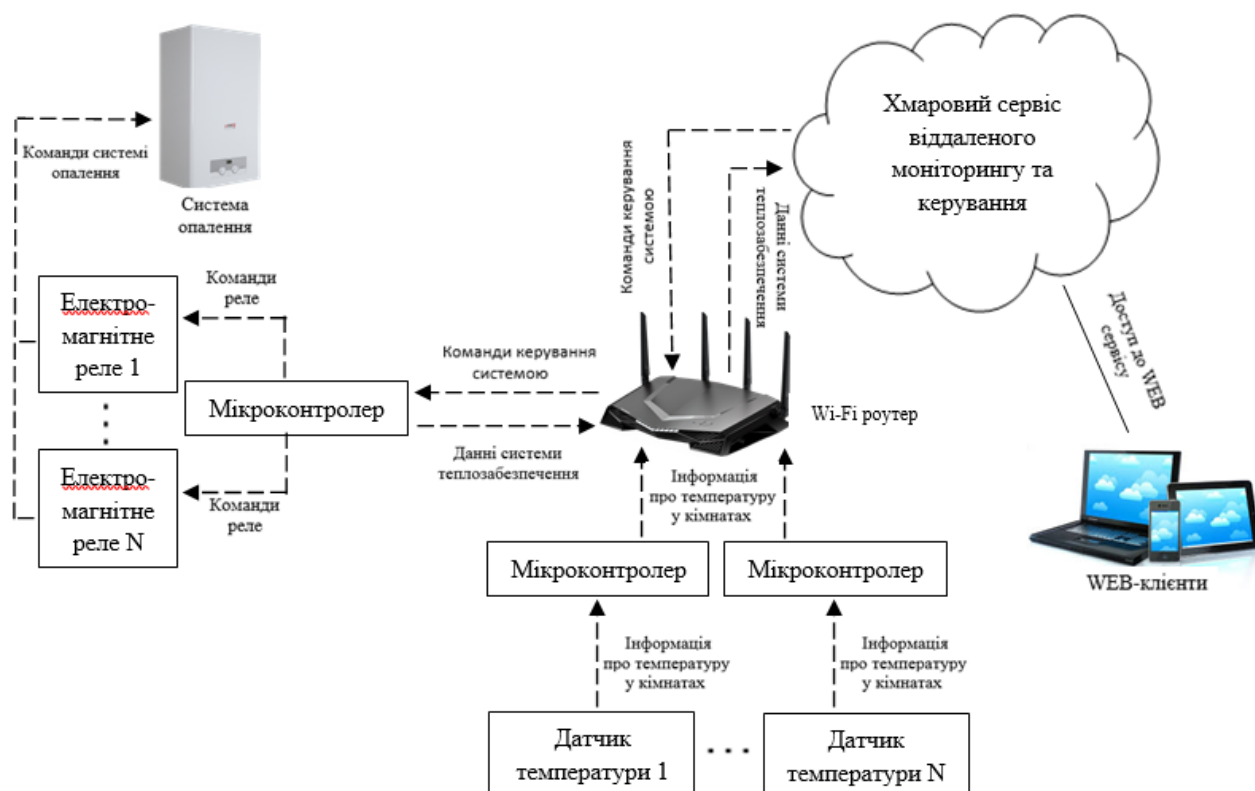 Хмаровий сервіс
віддаленого
моніторингу та
керування
Команди системі
опалення
Система
опалення
Команди керування
системою
Данні системи
теплозабезпечення
Команди
реле
Електро-
магнітне
реле 1
Доступ до WEB
сервісу
Команди керування
системою
Мікроконтролер
Wi-Fi роутер
Данні системи
теплозабезпечення
Електро-
магнітне
реле N
Команди
реле
Інформація
про температуру
у кімнатах
Мікроконтролер
Мікроконтролер
WEB-клієнти
Інформація
про температуру
у кімнатах
Інформація
про температуру
у кімнатах
Датчик
температури 1
Датчик
температури N